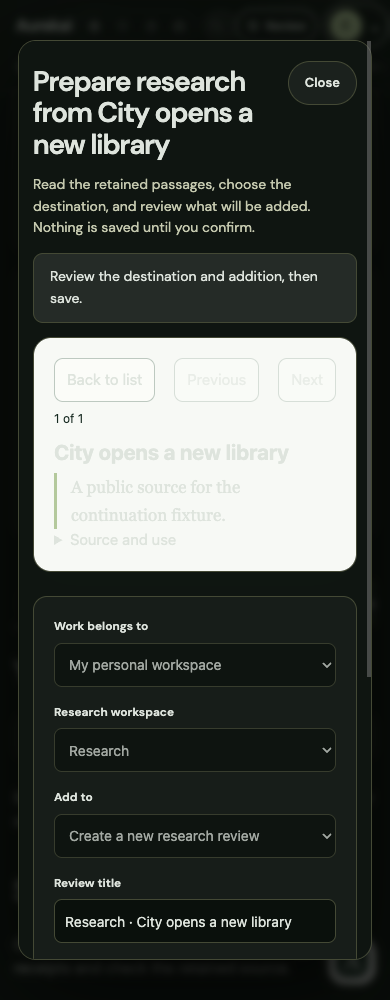 Prepare research
from City opens a
new library
Close
Read the retained passages, choose the
destination, and review what will be added.
Nothing is saved until you confirm.
Review the destination and addition, then
save.
Back to list
Previous
Next
1 of 1
City opens a new library
A public source for the
continuation fixture.
Source and use
Work belongs to
My personal workspace
Research workspace
Research
Add to
Create a new research review
Review title
Research · City opens a new library